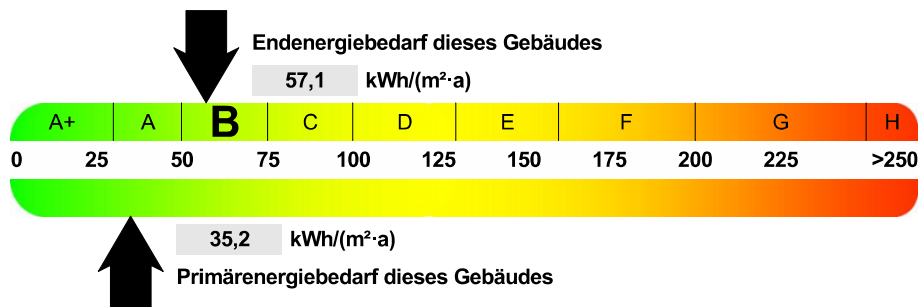 Endenergiebedarf dieses Gebäudes
57,1 kWh/(m²·a)
A+ A B C D E F G H
0 25 50 75 100 125 150 175 200 225 >250
35,2 kWh/(m²·a)
Primärenergiebedarf dieses Gebäudes